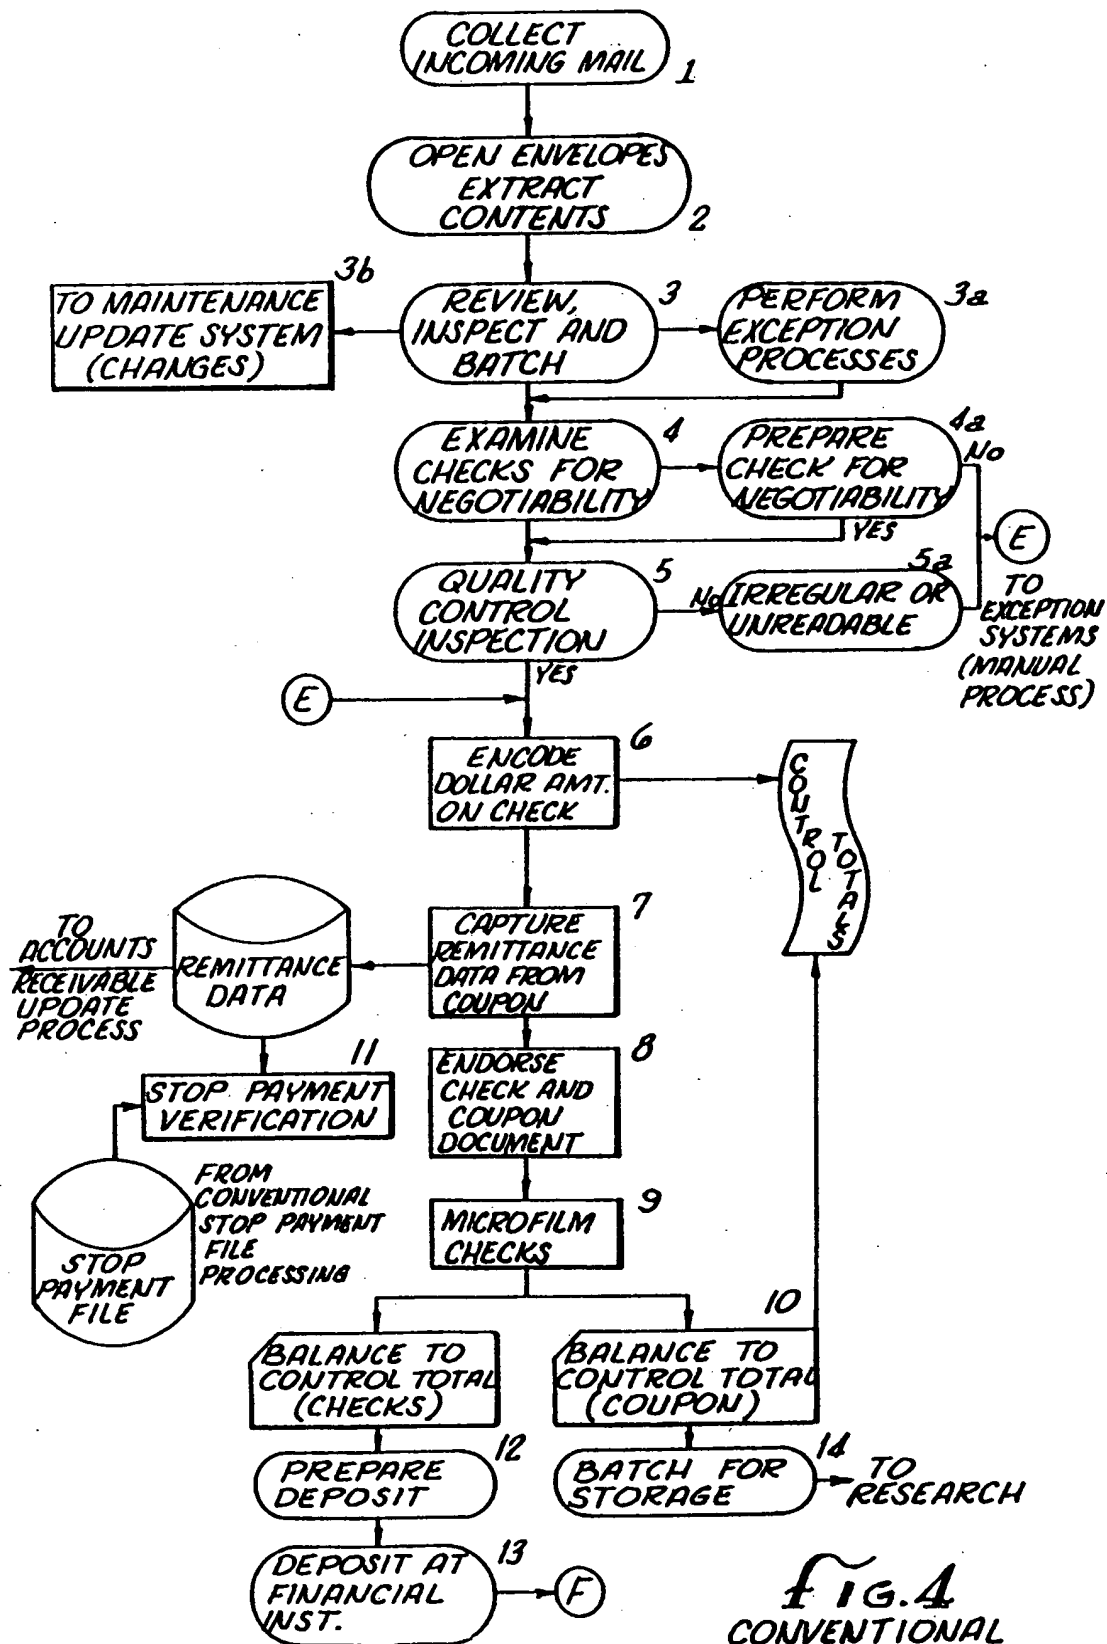 COLLECT
INCOMING MAIL
1
OPEN ENVELOPES
EXTRACT
CONTENTS
2
3b
TO MAINTENANCE
UPDATE SYSTEM
(CHANGES)
REVIEW,
INSPECT AND
BATCH
3
PERFORM
EXCEPTION
PROCESSES
3a
EXAMINE
CHECKS FOR
NEGOTIABILITY
4
PREPARE
CHECK FOR
NEGOTIABILITY
4a
NO
YES
E
TO
EXCEPTION
SYSTEMS
(MANUAL
PROCESS)
QUALITY
CONTROL
INSPECTION
5
NO
IRREGULAR OR
UNREADABLE
5a
YES
E
ENCODE
DOLLAR AMT.
ON CHECK
6
CONTROL
TOTALS
CAPTURE
REMITTANCE
DATA FROM
COUPON
7
REMITTANCE
DATA
TO
ACCOUNTS
RECEIVABLE
UPDATE
PROCESS
ENDORSE
CHECK AND
COUPON
DOCUMENT
8
11
STOP PAYMENT
VERIFICATION
STOP
PAYMENT
FILE
FROM
CONVENTIONAL
STOP PAYMENT
FILE
PROCESSING
MICROFILM
CHECKS
9
BALANCE TO
CONTROL TOTAL
(CHECKS)
10
BALANCE TO
CONTROL TOTAL
(COUPON)
PREPARE
DEPOSIT
12
BATCH FOR
STORAGE
14
TO
RESEARCH
DEPOSIT AT
FINANCIAL
INST.
13
F
FIG.4
CONVENTIONAL